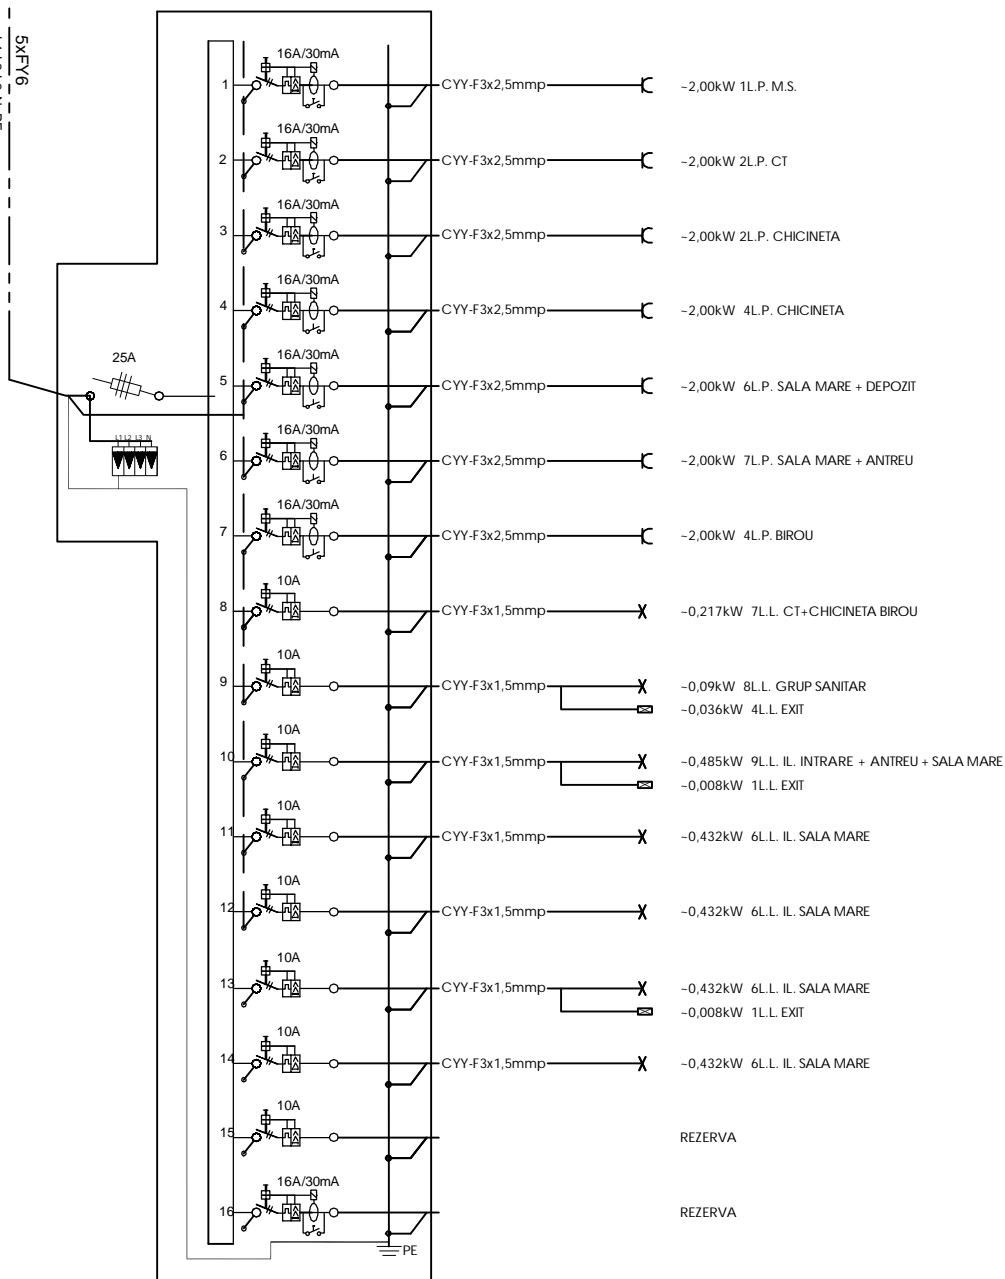 5xFY6
16A/30mA
1
CYY-F3x2,5mmp
~2,00kW 1L.P. M.S.
16A/30mA
2
CYY-F3x2,5mmp
~2,00kW 2L.P. CT
16A/30mA
3
CYY-F3x2,5mmp
~2,00kW 2L.P. CHICINETA
16A/30mA
4
CYY-F3x2,5mmp
~2,00kW 4L.P. CHICINETA
25A
16A/30mA
5
CYY-F3x2,5mmp
~2,00kW 6L.P. SALA MARE + DEPOZIT
L1 L2 L3 N
16A/30mA
6
CYY-F3x2,5mmp
~2,00kW 7L.P. SALA MARE + ANTREU
16A/30mA
7
CYY-F3x2,5mmp
~2,00kW 4L.P. BIROU
10A
8
CYY-F3x1,5mmp
~0,217kW 7L.L. CT+CHICINETA BIROU
10A
9
CYY-F3x1,5mmp
~0,09kW 8L.L. GRUP SANITAR
~0,036kW 4L.L. EXIT
10A
10
CYY-F3x1,5mmp
~0,485kW 9L.L. IL. INTRARE + ANTREU + SALA MARE
~0,008kW 1L.L. EXIT
10A
11
CYY-F3x1,5mmp
~0,432kW 6L.L. IL. SALA MARE
10A
12
CYY-F3x1,5mmp
~0,432kW 6L.L. IL. SALA MARE
10A
13
CYY-F3x1,5mmp
~0,432kW 6L.L. IL. SALA MARE
~0,008kW 1L.L. EXIT
10A
14
CYY-F3x1,5mmp
~0,432kW 6L.L. IL. SALA MARE
10A
15
REZERVA
16A/30mA
16
REZERVA
PE